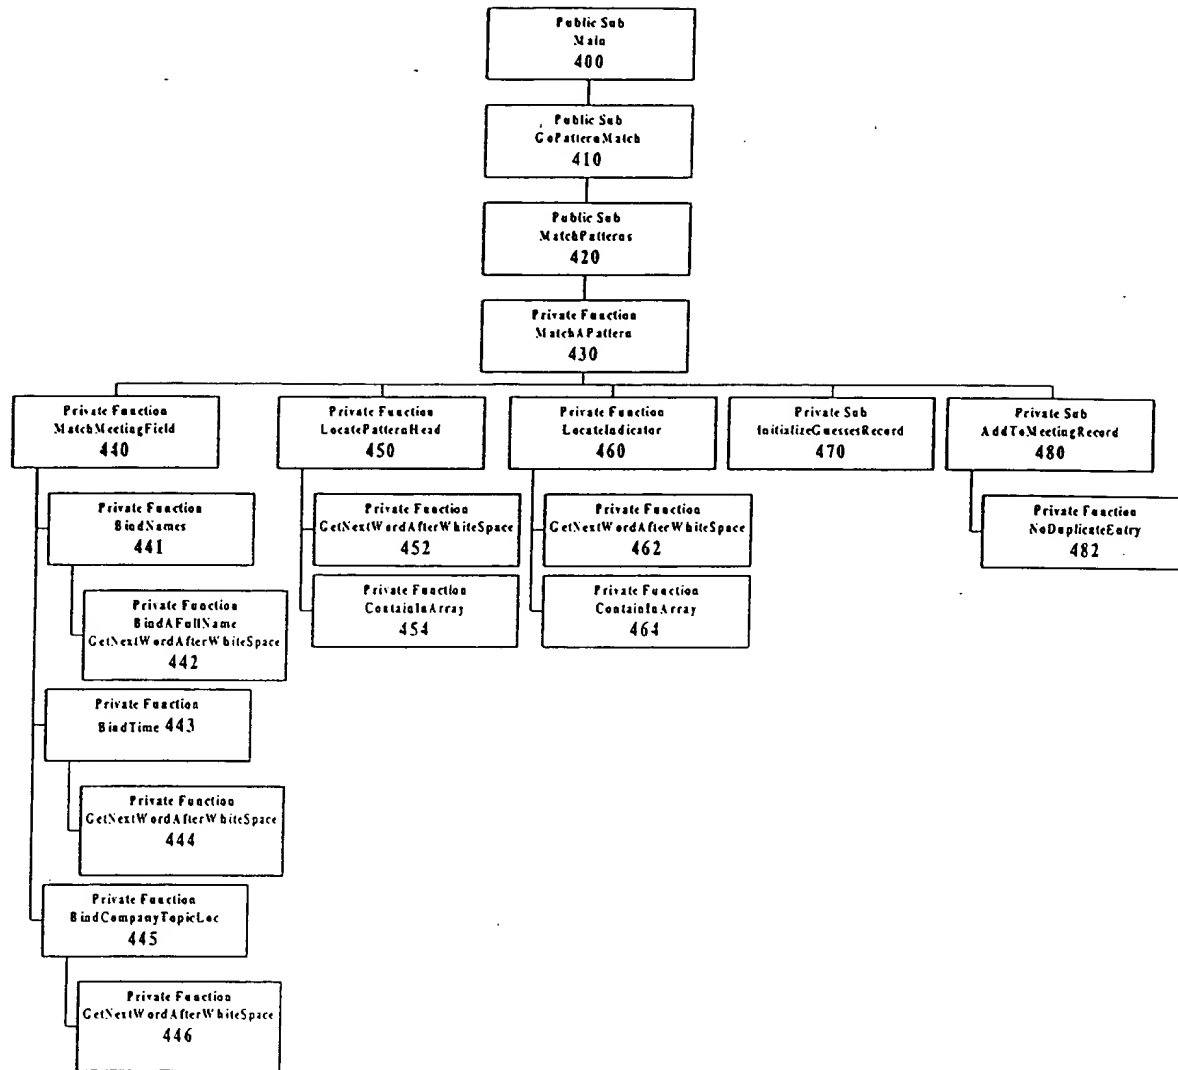 Public Sub
Main
400
Public Sub
GoPatternMatch
410
Public Sub
MatchPatterns
420
Private Function
MatchAPattern
430
Private Function
MatchMeetingField
440
Private Function
LocatePatternHead
450
Private Function
LocateIndicator
460
Private Sub
InitializeGuessesRecord
470
Private Sub
AddToMeetingRecord
480
Private Function
BindNames
441
Private Function
GetNextWordAfterWhiteSpace
452
Private Function
GetNextWordAfterWhiteSpace
462
Private Function
NoDuplicateEntry
482
Private Function
BindAFullName
GetNextWordAfterWhiteSpace
442
Private Function
ContainInArray
454
Private Function
ContainInArray
464
Private Function
BindTime 443
Private Function
GetNextWordAfterWhiteSpace
444
Private Function
BindCompanyTopicLoc
445
Private Function
GetNextWordAfterWhiteSpace
446